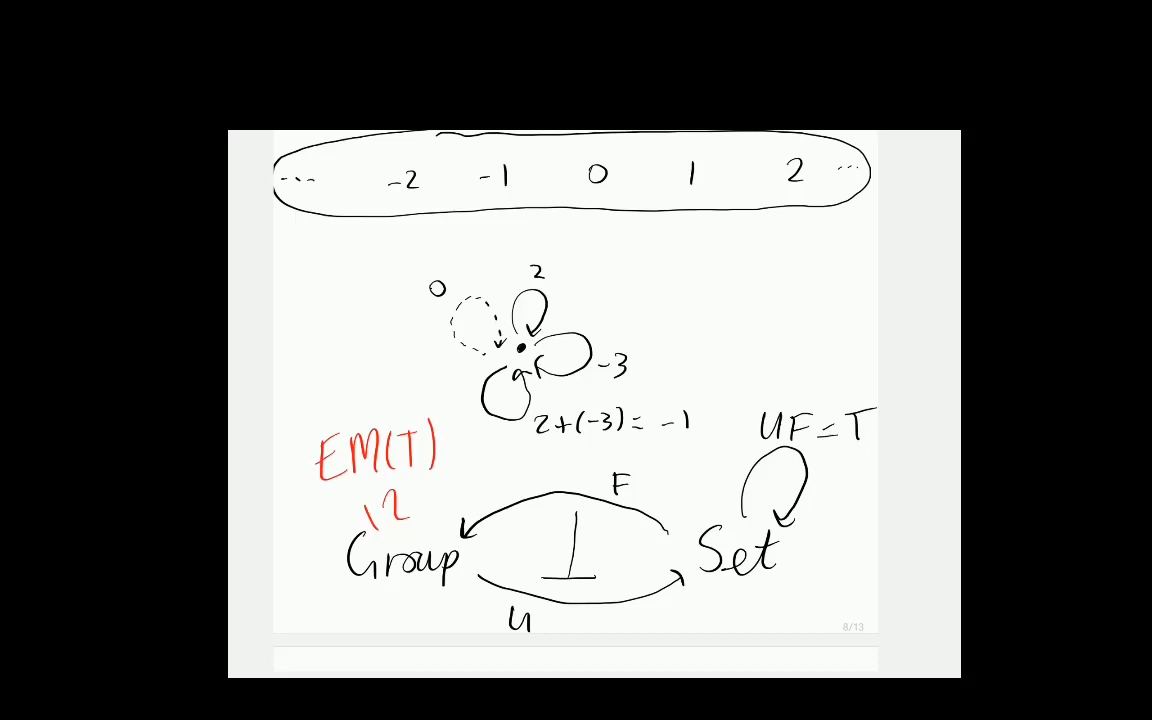 ... -2 -1 0 1 2 ...
0 2
-3
2+(-3)= -1
UF=T
EM(T)
F
Group ⊥ Set
U
8/13